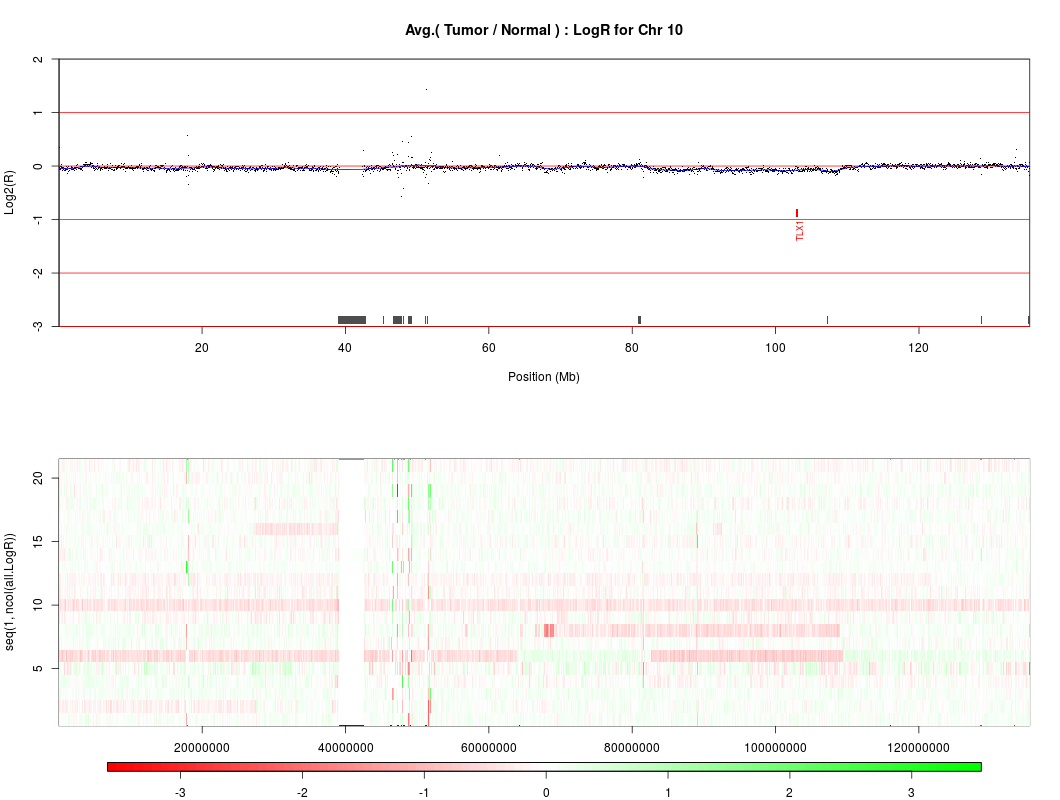 Avg.( Tumor / Normal ) : LogR for Chr 10
2
1
0
-1
-2
-3
Log2(R)
TLX1
20 40 60 80 100 120
Position (Mb)
20
15
10
5
seq(1, ncol(all.LogR))
20000000 40000000 60000000 80000000 100000000 120000000
-3 -2 -1 0 1 2 3